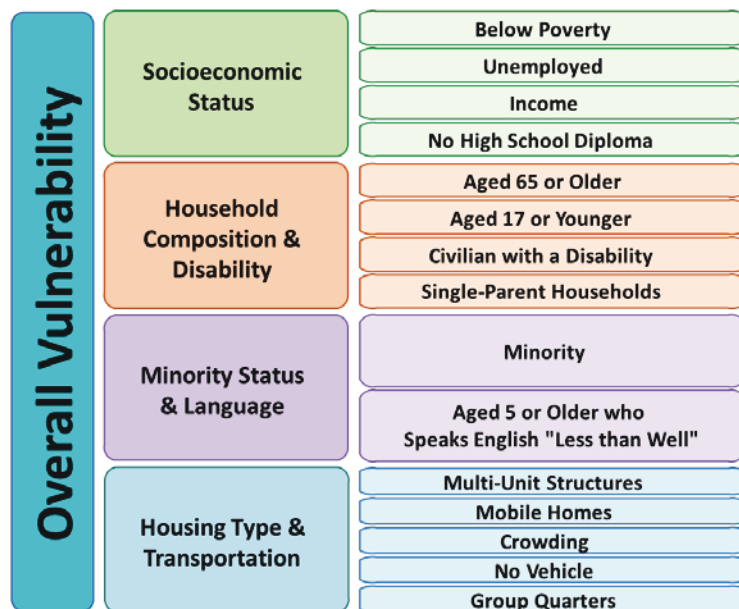 Overall Vulnerability
Socioeconomic
Status
Below Poverty
Unemployed
Income
No High School Diploma
Household
Composition &
Disability
Aged 65 or Older
Aged 17 or Younger
Civilian with a Disability
Single-Parent Households
Minority Status
& Language
Minority
Aged 5 or Older who
Speaks English "Less than Well"
Housing Type &
Transportation
Multi-Unit Structures
Mobile Homes
Crowding
No Vehicle
Group Quarters